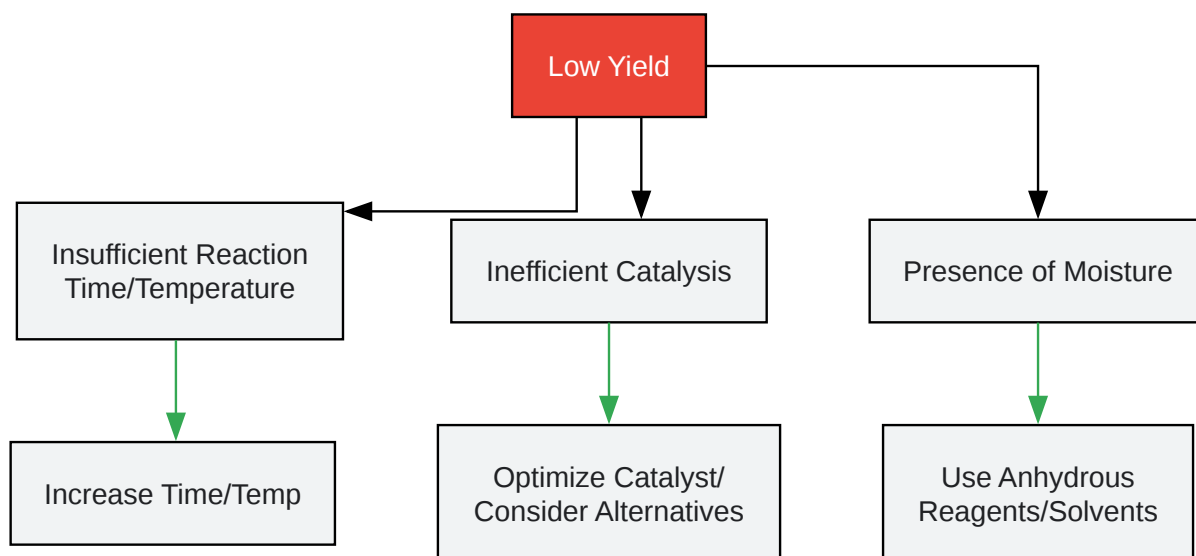 Low Yield
Insufficient Reaction
Time/Temperature
Inefficient Catalysis
Presence of Moisture
Increase Time/Temp
Optimize Catalyst/
Consider Alternatives
Use Anhydrous
Reagents/Solvents